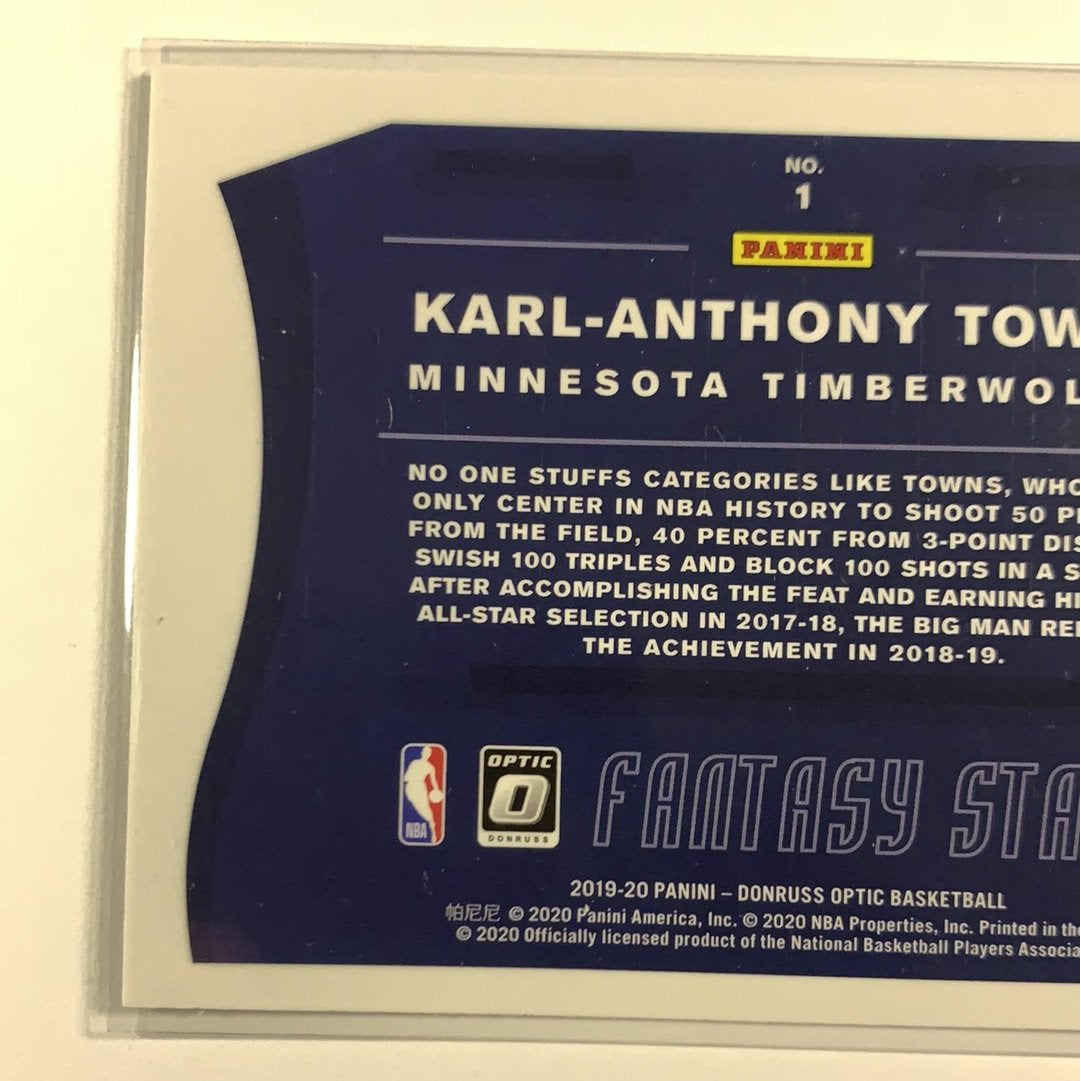 NO.
1
PANINI
KARL-ANTHONY TOW
MINNESOTA TIMBERWOL
NO ONE STUFFS CATEGORIES LIKE TOWNS, WHO
ONLY CENTER IN NBA HISTORY TO SHOOT 50 P
FROM THE FIELD, 40 PERCENT FROM 3-POINT DIS
SWISH 100 TRIPLES AND BLOCK 100 SHOTS IN A S
AFTER ACCOMPLISHING THE FEAT AND EARNING HI
ALL-STAR SELECTION IN 2017-18, THE BIG MAN RE
THE ACHIEVEMENT IN 2018-19.
NBA
OPTIC
O
DONRUSS
FANTASY STA
2019-20 PANINI – DONRUSS OPTIC BASKETBALL
帕尼尼 © 2020 Panini America, Inc. © 2020 NBA Properties, Inc. Printed in the
© 2020 Officially licensed product of the National Basketball Players Associa